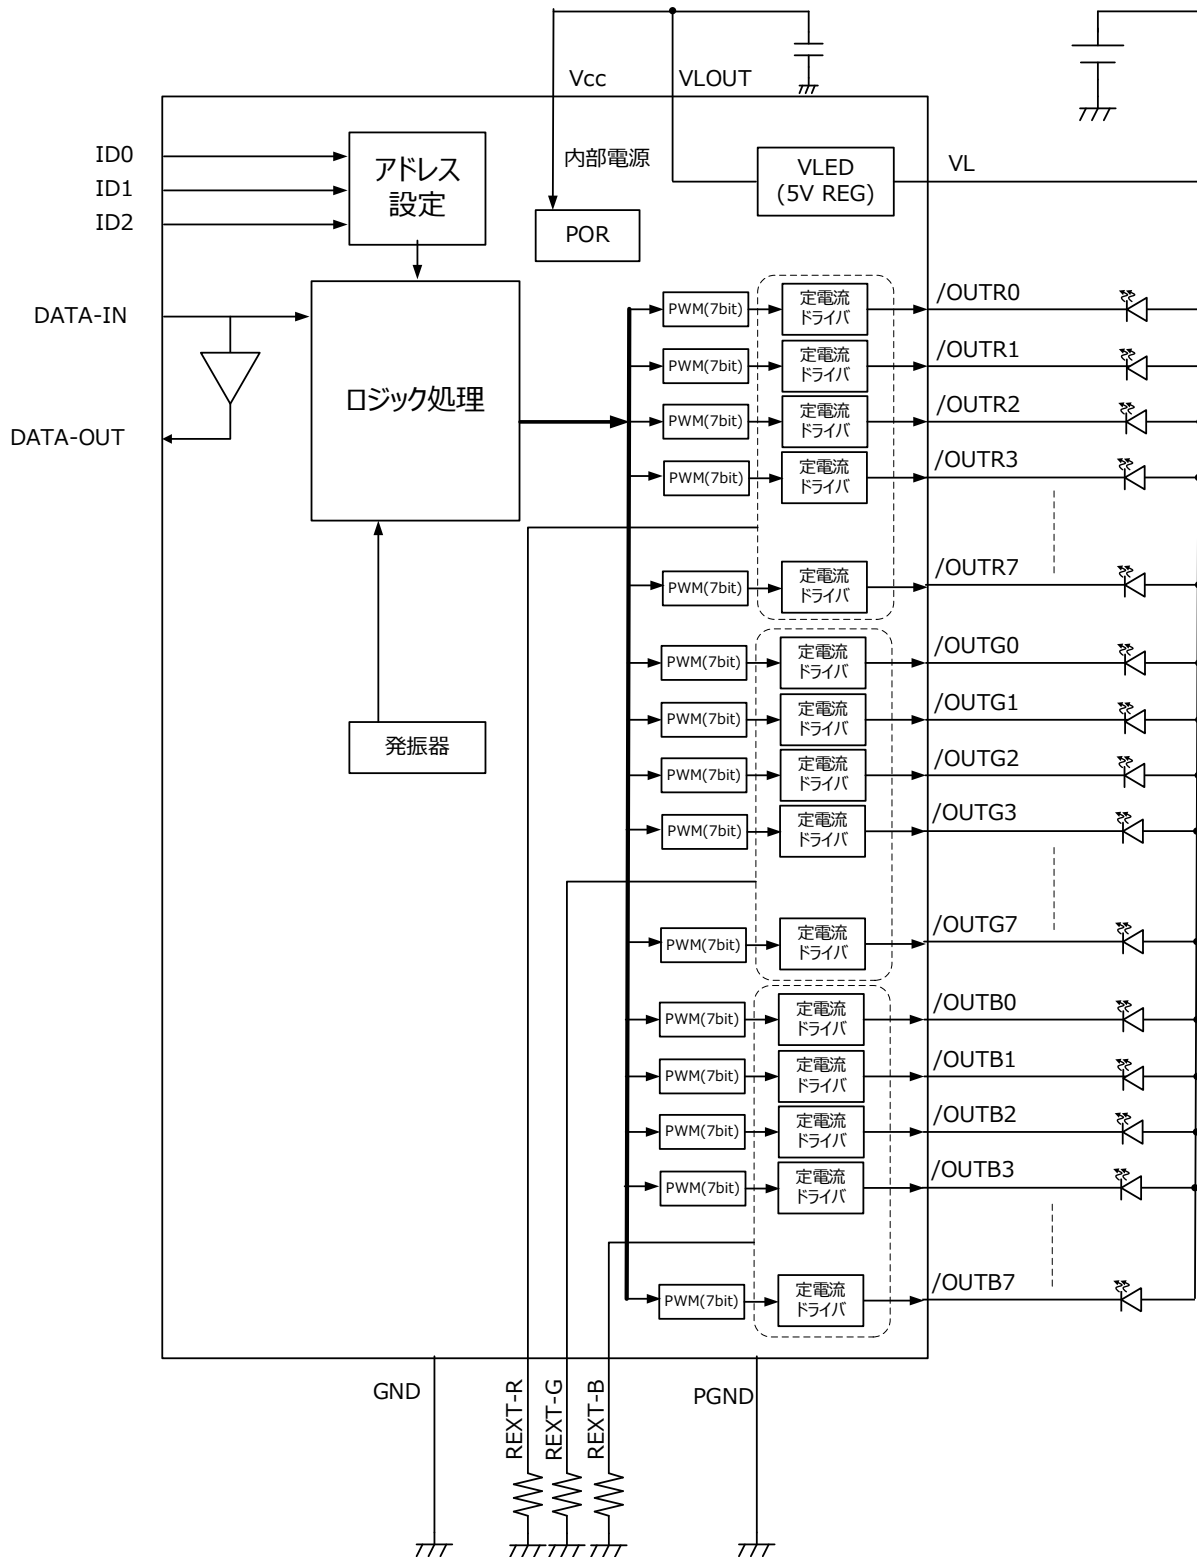 Vcc
VLOUT
ID0
ID1
ID2
アドレス
設定
内部電源
POR
VLED
(5V REG)
VL
DATA-IN
DATA-OUT
ロジック処理
発振器
PWM(7bit)
定電流
ドライバ
/OUTR0
PWM(7bit)
定電流
ドライバ
/OUTR1
PWM(7bit)
定電流
ドライバ
/OUTR2
PWM(7bit)
定電流
ドライバ
/OUTR3
PWM(7bit)
定電流
ドライバ
/OUTR7
PWM(7bit)
定電流
ドライバ
/OUTG0
PWM(7bit)
定電流
ドライバ
/OUTG1
PWM(7bit)
定電流
ドライバ
/OUTG2
PWM(7bit)
定電流
ドライバ
/OUTG3
PWM(7bit)
定電流
ドライバ
/OUTG7
PWM(7bit)
定電流
ドライバ
/OUTB0
PWM(7bit)
定電流
ドライバ
/OUTB1
PWM(7bit)
定電流
ドライバ
/OUTB2
PWM(7bit)
定電流
ドライバ
/OUTB3
PWM(7bit)
定電流
ドライバ
/OUTB7
GND
REXT-R
REXT-G
REXT-B
PGND